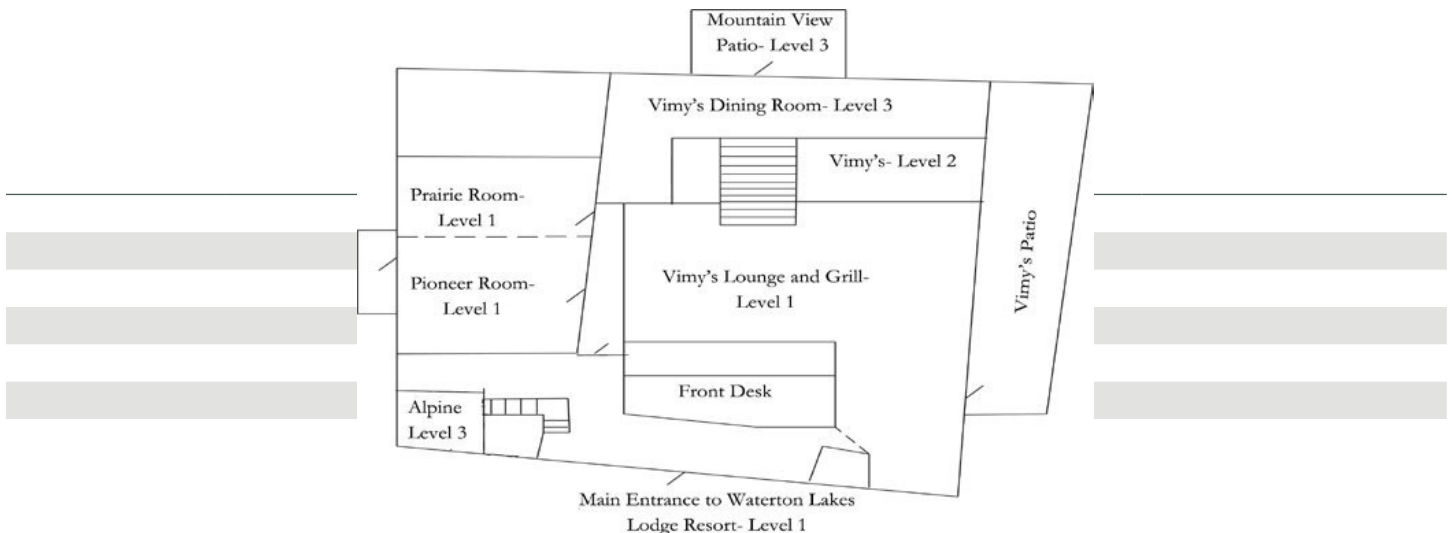 Mountain View
Patio- Level 3
Vimy's Dining Room- Level 3
Vimy's- Level 2
Prairie Room-
Level 1
Pioneer Room-
Level 1
Vimy's Lounge and Grill-
Level 1
Vimy's Patio
Front Desk
Alpine
Level 3
Main Entrance to Waterton Lakes
Lodge Resort- Level 1